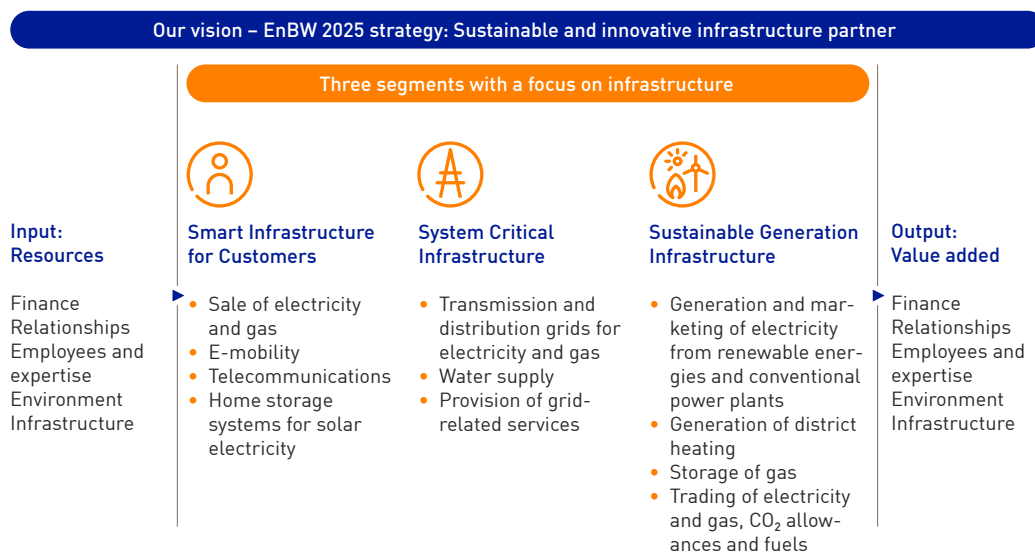 Our vision – EnBW 2025 strategy: Sustainable and innovative infrastructure partner
Three segments with a focus on infrastructure
Input:
Resources
Finance
Relationships
Employees and
expertise
Environment
Infrastructure
Smart Infrastructure
for Customers
• Sale of electricity
and gas
• E-mobility
• Telecommunications
• Home storage
systems for solar
electricity
System Critical
Infrastructure
• Transmission and
distribution grids for
electricity and gas
• Water supply
• Provision of grid-
related services
Sustainable Generation
Infrastructure
• Generation and mar-
keting of electricity
from renewable ener-
gies and conventional
power plants
• Generation of district
heating
• Storage of gas
• Trading of electricity
and gas, CO₂ allow-
ances and fuels
Output:
Value added
Finance
Relationships
Employees and
expertise
Environment
Infrastructure